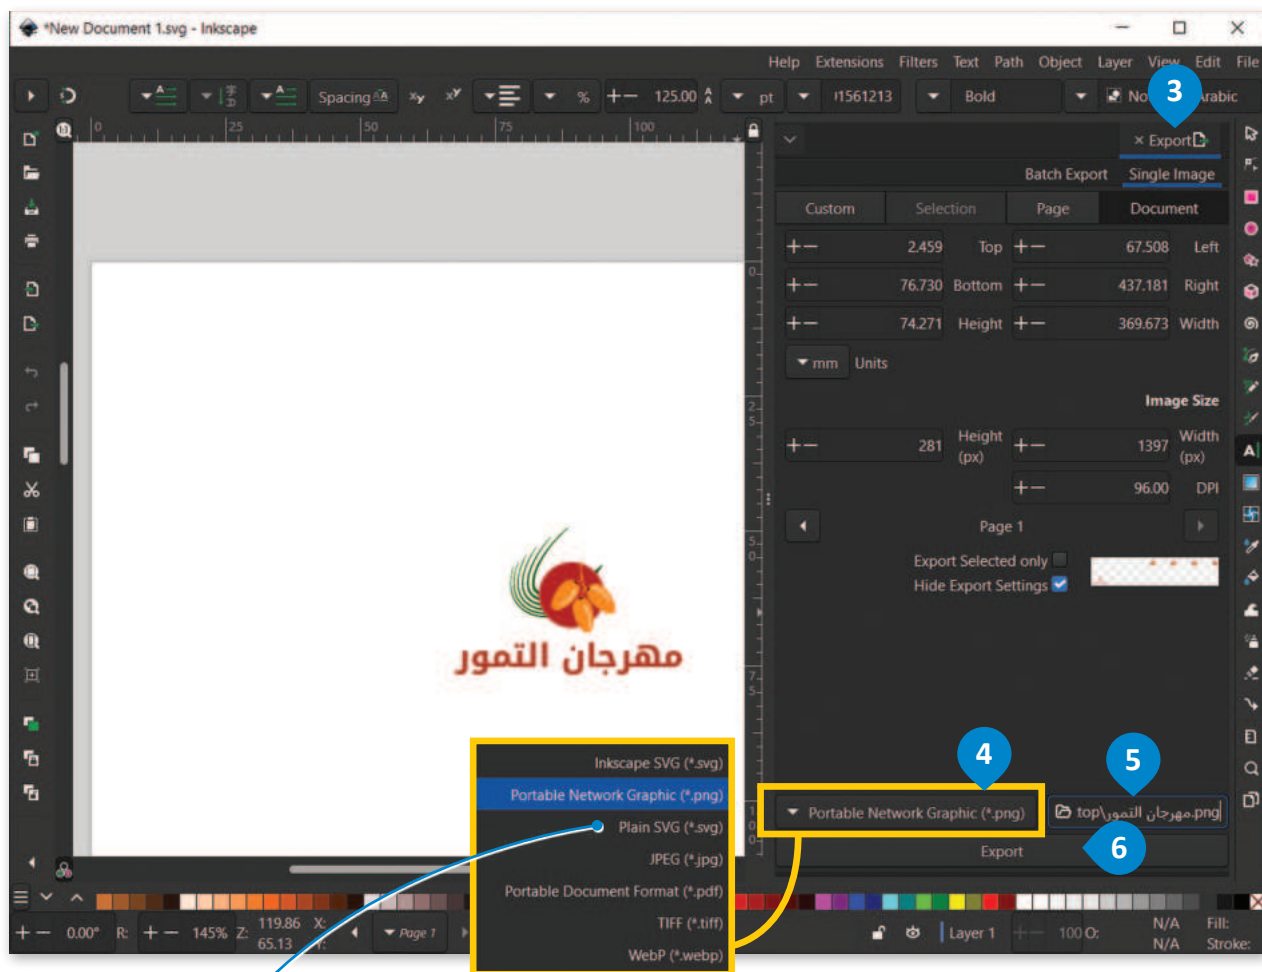 *New Document 1.svg - Inkscape
Help Extensions Filters Text Path Object Layer View Edit File
Spacing % 125.00 pt Bold
3
0 25 50 75 100
× Export
Batch Export Single Image
Custom Selection Page Document
2.459 Top 67.508 Left
76.730 Bottom 437.181 Right
74.271 Height 369.673 Width
mm Units
Image Size
281 Height (px) 1397 Width (px)
96.00 DPI
Page 1
Export Selected only
Hide Export Settings
مهرجان التمور
Inkscape SVG (*.svg)
Portable Network Graphic (*.png)
Plain SVG (*.svg)
JPEG (*.jpg)
Portable Document Format (*.pdf)
TIFF (*.tiff)
WebP (*.webp)
4
5
Portable Network Graphic (*.png)
top\مهرجان التمور.png
Export
6
0.00° R: 145% Z: 119.86 X:
65.13 Y:
Page 1
Layer 1 100 O: N/A Fill:
N/A Stroke: